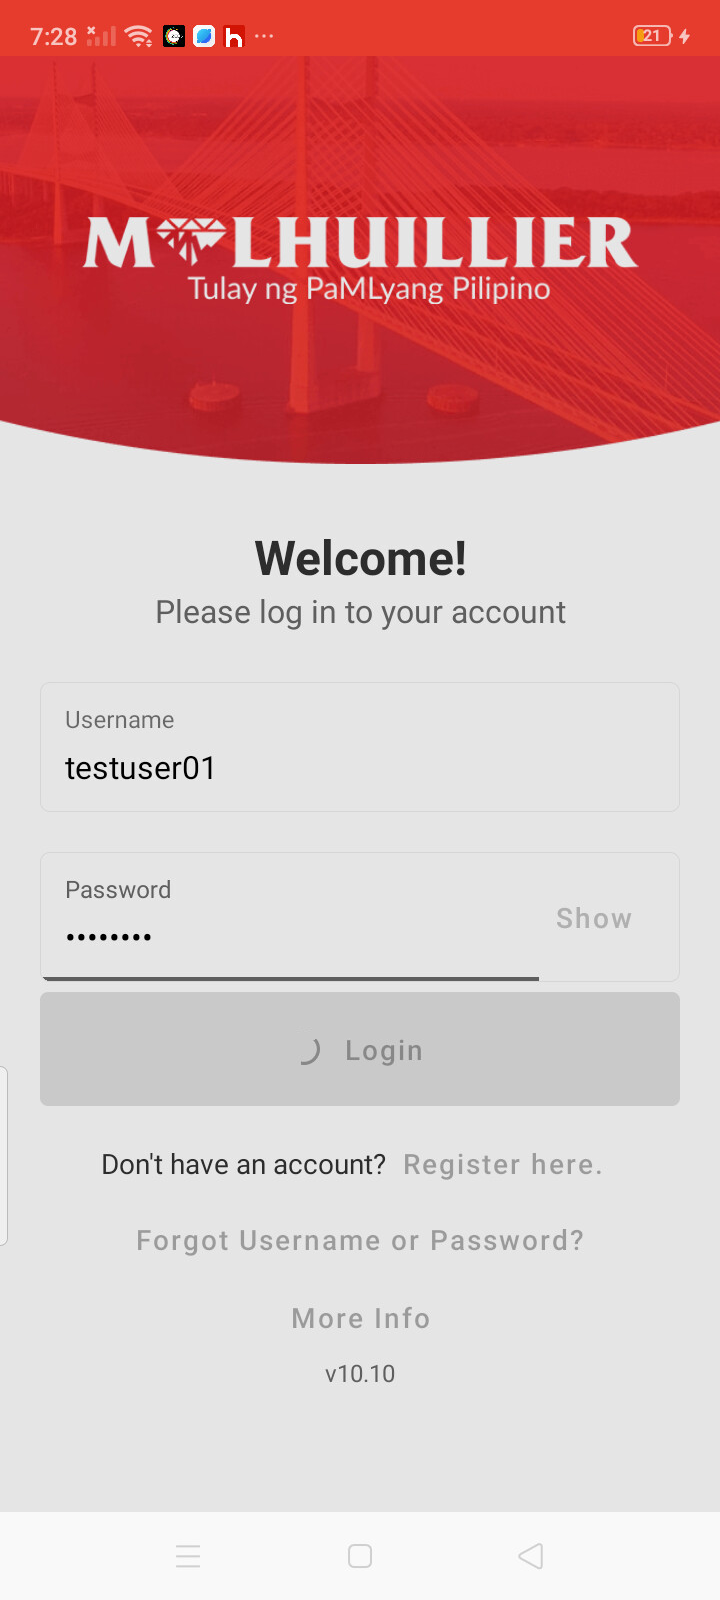 7:28
21
M LHUILLIER
Tulay ng PaMLyang Pilipino
Welcome!
Please log in to your account
Username
testuser01
Password
••••••••
Show
Login
Don't have an account? Register here.
Forgot Username or Password?
More Info
v10.10